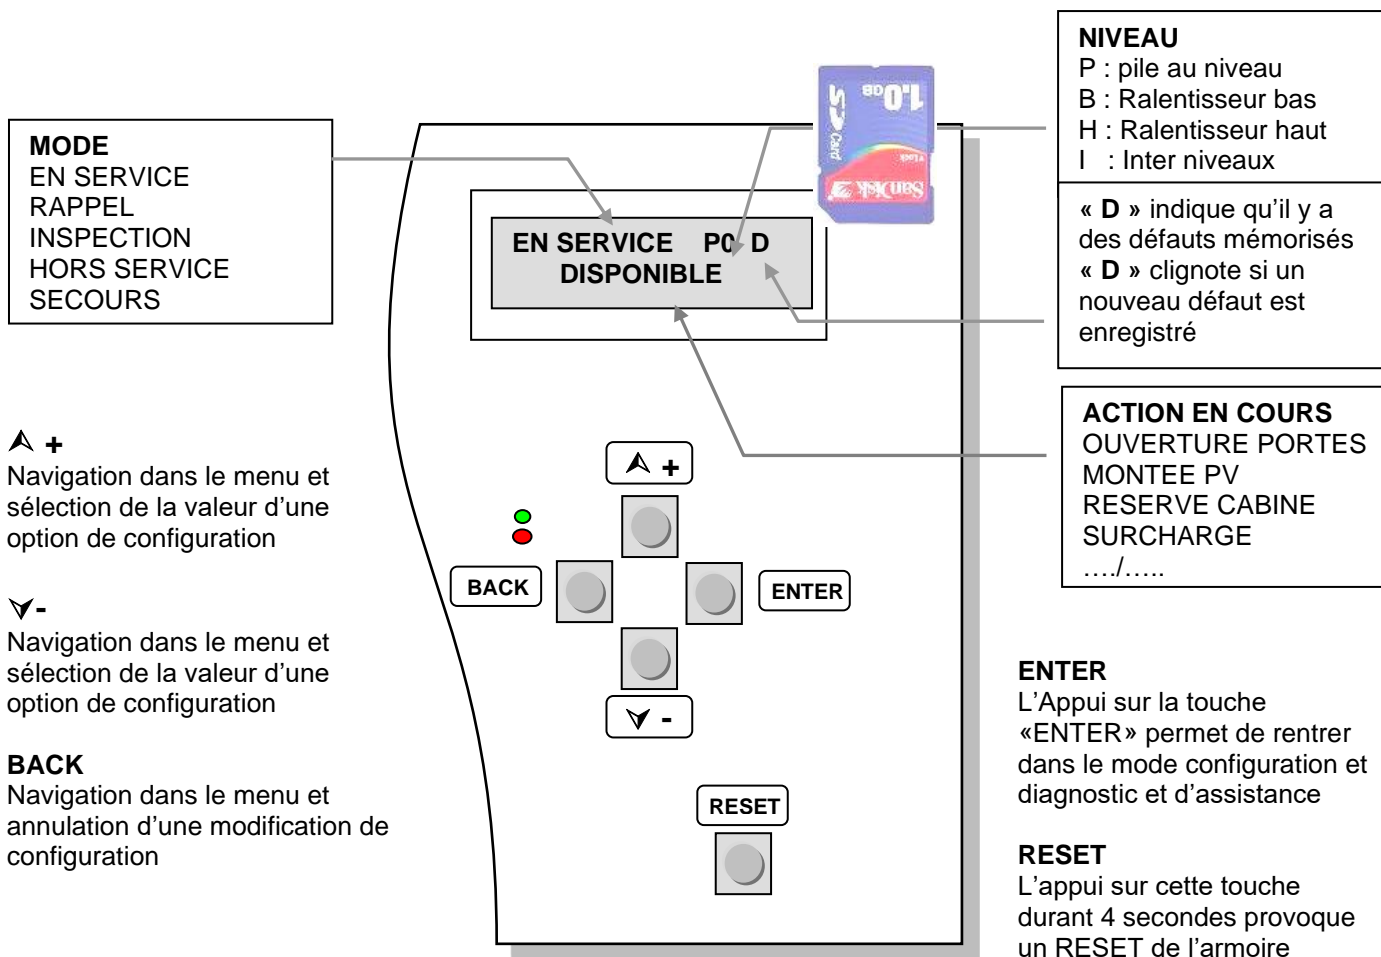 MODE
EN SERVICE
RAPPEL
INSPECTION
HORS SERVICE
SECOURS
1.0 GB
SD Card
Lock
SanDisk
NIVEAU
P : pile au niveau
B : Ralentisseur bas
H : Ralentisseur haut
I : Inter niveaux
« D » indique qu'il y a
des défauts mémorisés
« D » clignote si un
nouveau défaut est
enregistré
EN SERVICE P0 D
DISPONIBLE
ACTION EN COURS
OUVERTURE PORTES
MONTEE PV
RESERVE CABINE
SURCHARGE
…./…..
+
Navigation dans le menu et
sélection de la valeur d'une
option de configuration
-
Navigation dans le menu et
sélection de la valeur d'une
option de configuration
BACK
Navigation dans le menu et
annulation d'une modification de
configuration
+
BACK
ENTER
-
RESET
ENTER
L'Appui sur la touche
«ENTER» permet de rentrer
dans le mode configuration et
diagnostic et d'assistance
RESET
L'appui sur cette touche
durant 4 secondes provoque
un RESET de l'armoire